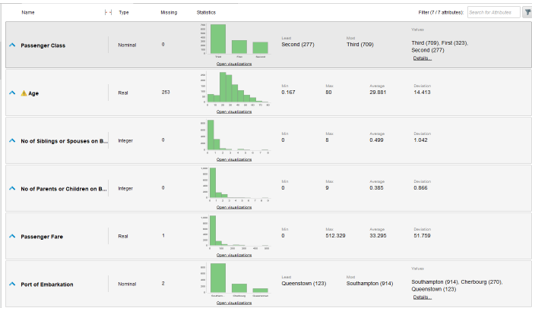 Name Type Missing Statistics Filter (7 / 7 attributes): Search for Attributes
Passenger Class Nominal 0 Least Second (277) Most Third (709) Values Third (709), First (323), Second (277)
Details...
Open visualizations
Age Real 263 Min 0.167 Max 80 Average 29.881 Deviation 14.413
Open visualizations
No of Siblings or Spouses on B... Integer 0 Min 0 Max 8 Average 0.499 Deviation 1.042
Open visualizations
No of Parents or Children on B... Integer 0 Min 0 Max 9 Average 0.385 Deviation 0.866
Open visualizations
Passenger Fare Real 1 Min 0 Max 512.329 Average 33.295 Deviation 51.759
Open visualizations
Port of Embarkation Nominal 2 Least Queenstown (123) Most Southampton (914) Values Southampton (914), Cherbourg (270), Queenstown (123)
Details...
Open visualizations